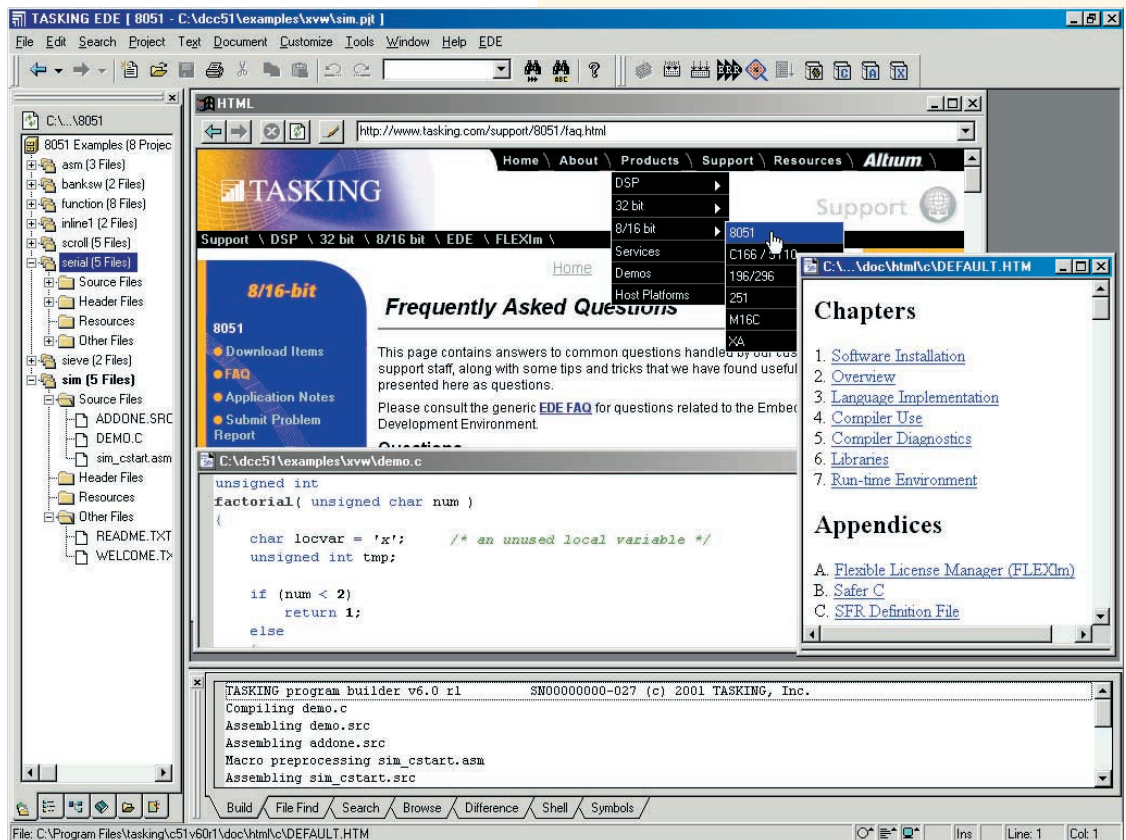 TASKING EDE [ 8051 - C:\dcc51\examples\xvw\sim.pjt ]
File Edit Search Project Text Document Customize Tools Window Help EDE
C:\...\8051
8051 Examples (8 Projec
asm (3 Files)
banksw (2 Files)
function (8 Files)
inline1 (2 Files)
scroll (5 Files)
serial (5 Files)
Source Files
Header Files
Resources
Other Files
sieve (2 Files)
sim (5 Files)
Source Files
ADDONE.SRC
DEMO.C
sim_cstart.asm
Header Files
Resources
Other Files
README.TXT
WELCOME.TX
HTML
http://www.tasking.com/support/8051/faq.html
Home \ About \ Products \ Support \ Resources \ Altium. \
TASKING
Support
DSP
32 bit
8/16 bit
Services
Demos
Host Platforms
8051
C166 /
196/296
251
M16C
XA
Support \ DSP \ 32 bit \ 8/16 bit \ EDE \ FLEXlm \
Home
8/16-bit
8051
Download Items
FAQ
Application Notes
Submit Problem
Report
Frequently Asked Questions
This page contains answers to common questions handled by our cus
support staff, along with some tips and tricks that we have found useful
presented here as questions.
Please consult the generic EDE FAQ for questions related to the Embed
Development Environment.
Questions
C:\dcc51\examples\xvw\demo.c
unsigned int
factorial( unsigned char num )
{
char locvar = 'x'; /* an unused local variable */
unsigned int tmp;
if (num < 2)
return 1;
else
C:\...\doc\html\c\DEFAULT.HTM
Chapters
1. Software Installation
2. Overview
3. Language Implementation
4. Compiler Use
5. Compiler Diagnostics
6. Libraries
7. Run-time Environment
Appendices
A. Flexible License Manager (FLEXlm)
B. Safer C
C. SFR Definition File
TASKING program builder v6.0 r1 SN00000000-027 (c) 2001 TASKING, Inc.
Compiling demo.c
Assembling demo.src
Assembling addone.src
Macro preprocessing sim_cstart.asm
Assembling sim_cstart.src
Build / File Find / Search / Browse / Difference / Shell / Symbols /
File: C:\Program Files\tasking\c51v60r1\doc\html\c\DEFAULT.HTM
Ins Line: 1 Col: 1